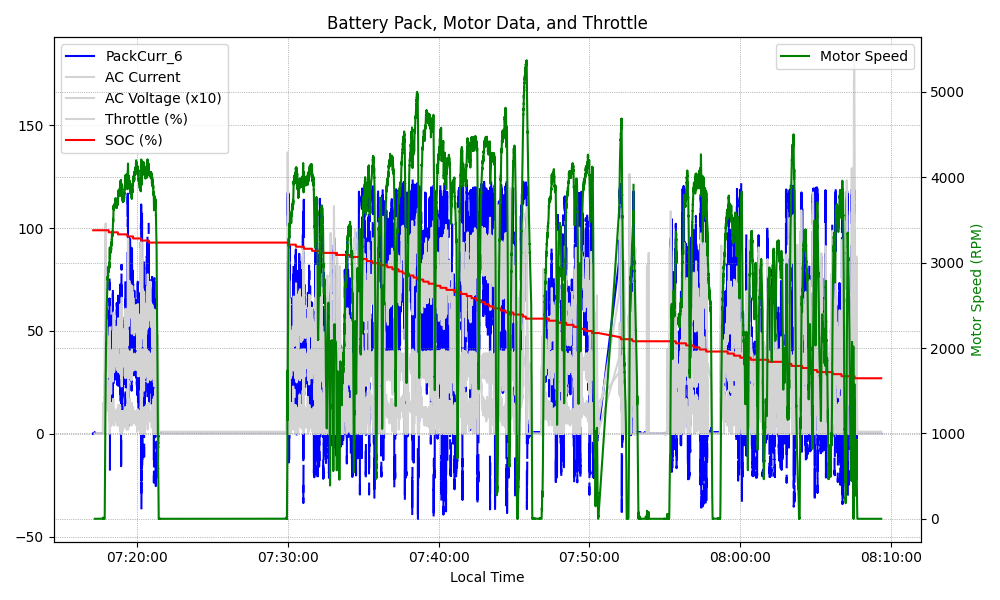 Battery Pack, Motor Data, and Throttle
PackCurr_6
AC Current
AC Voltage (x10)
Throttle (%)
SOC (%)
Motor Speed
150
100
50
0
−50
5000
4000
3000
2000
1000
0
Motor Speed (RPM)
07:20:00
07:30:00
07:40:00
07:50:00
08:00:00
08:10:00
Local Time